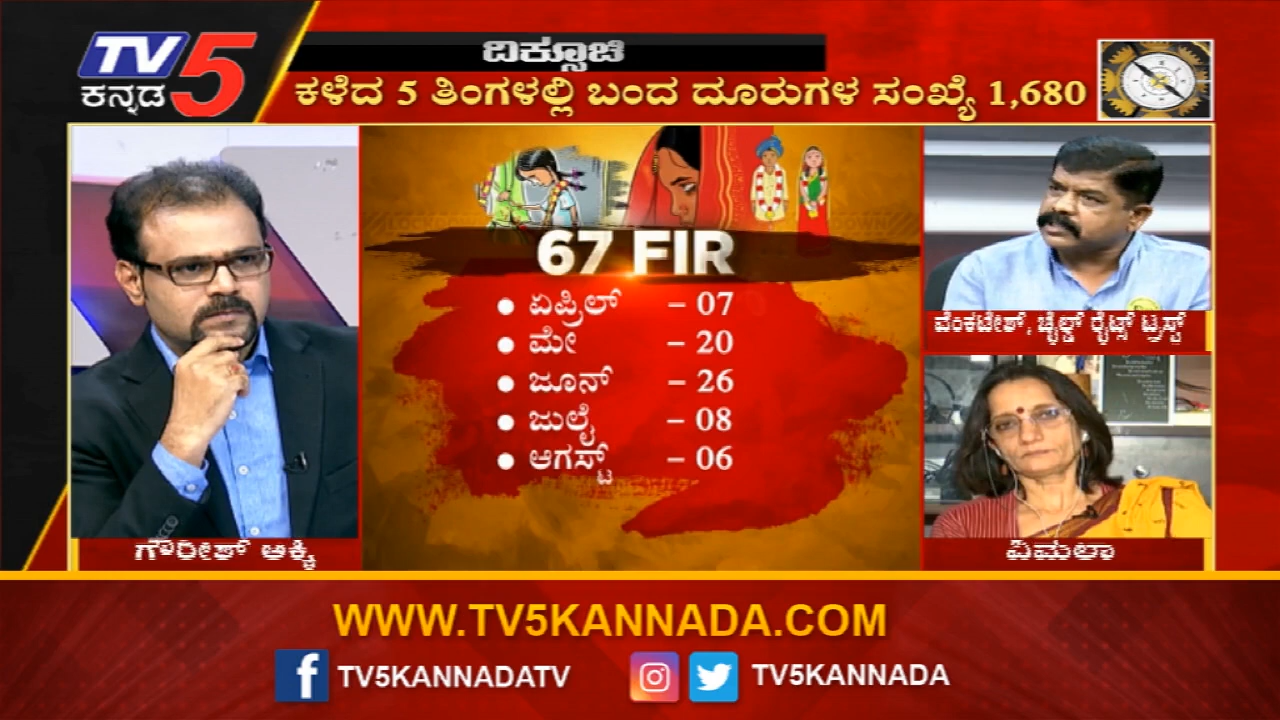 TV5
ಕನ್ನಡ
ದಿಕ್ಸೂಚಿ
ಕಳೆದ 5 ತಿಂಗಳಲ್ಲಿ ಬಂದ ದೂರುಗಳ ಸಂಖ್ಯೆ 1,680
67 FIR
• ಏಪ್ರಿಲ್ – 07
• ಮೇ – 20
• ಜೂನ್ – 26
• ಜುಲೈ – 08
• ಆಗಸ್ಟ್ – 06
ವೆಂಕಟೇಶ್, ಚೈಲ್ಡ್ ರೈಟ್ಸ್ ಟ್ರಸ್ಟ್
ಗೌರೀಶ್ ಅಕ್ಕಿ
ವಿಮಲಾ
WWW.TV5KANNADA.COM
TV5KANNADATV
TV5KANNADA